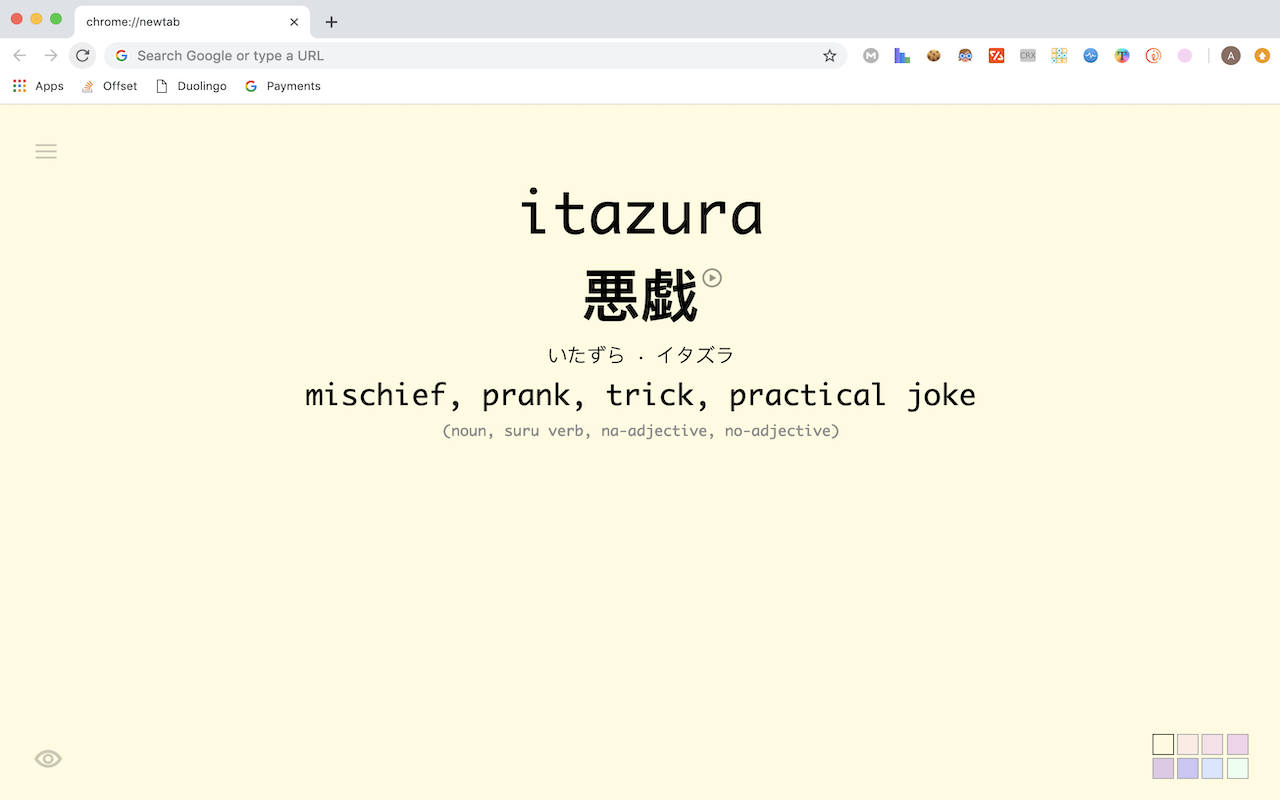 chrome://newtab
Search Google or type a URL
CRX
A
Apps Offset Duolingo Payments
itazura
悪戯
いたずら · イタズラ
mischief, prank, trick, practical joke
(noun, suru verb, na-adjective, no-adjective)